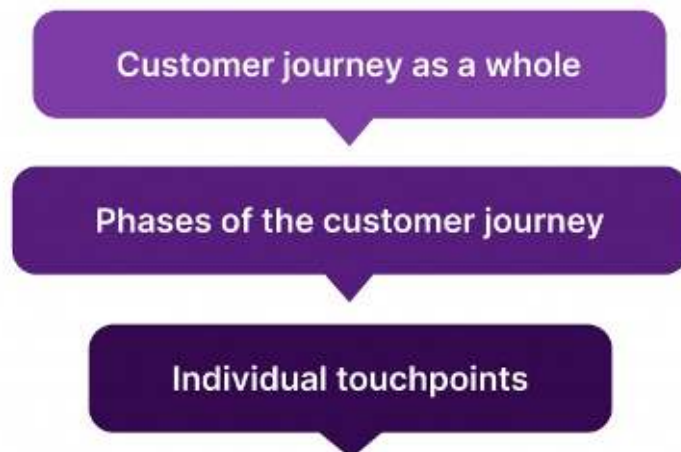 Customer journey as a whole
Phases of the customer journey
Individual touchpoints